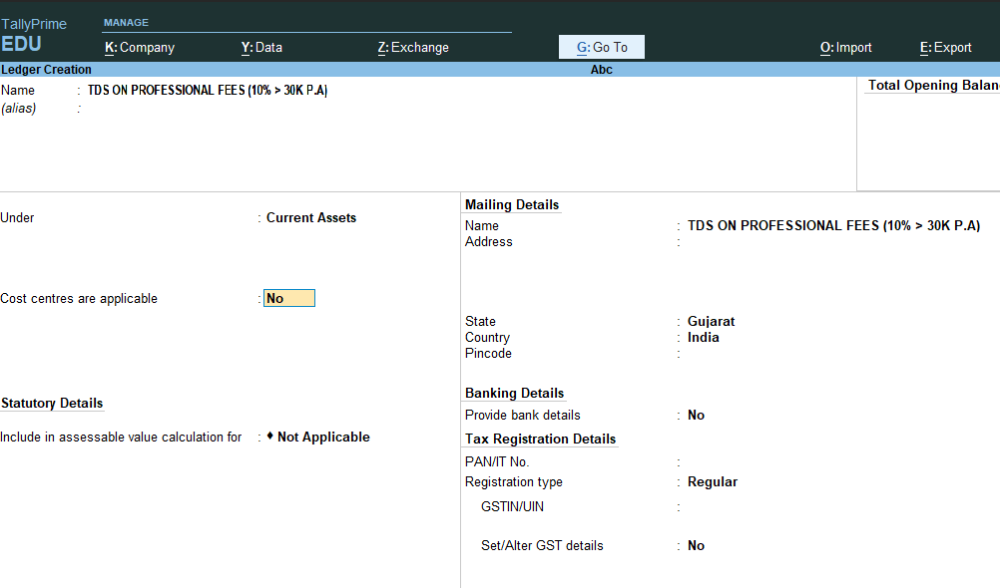 TallyPrime
EDU
MANAGE
K: Company
Y: Data
Z: Exchange
G: Go To
O: Import
E: Export
Ledger Creation
Abc
Name : TDS ON PROFESSIONAL FEES (10% > 30K P.A)
(alias) :
Total Opening Balan
Under : Current Assets
Cost centres are applicable : No
Statutory Details
Include in assessable value calculation for : ♦ Not Applicable
Mailing Details
Name : TDS ON PROFESSIONAL FEES (10% > 30K P.A)
Address :
State : Gujarat
Country : India
Pincode :
Banking Details
Provide bank details : No
Tax Registration Details
PAN/IT No. :
Registration type : Regular
GSTIN/UIN :
Set/Alter GST details : No